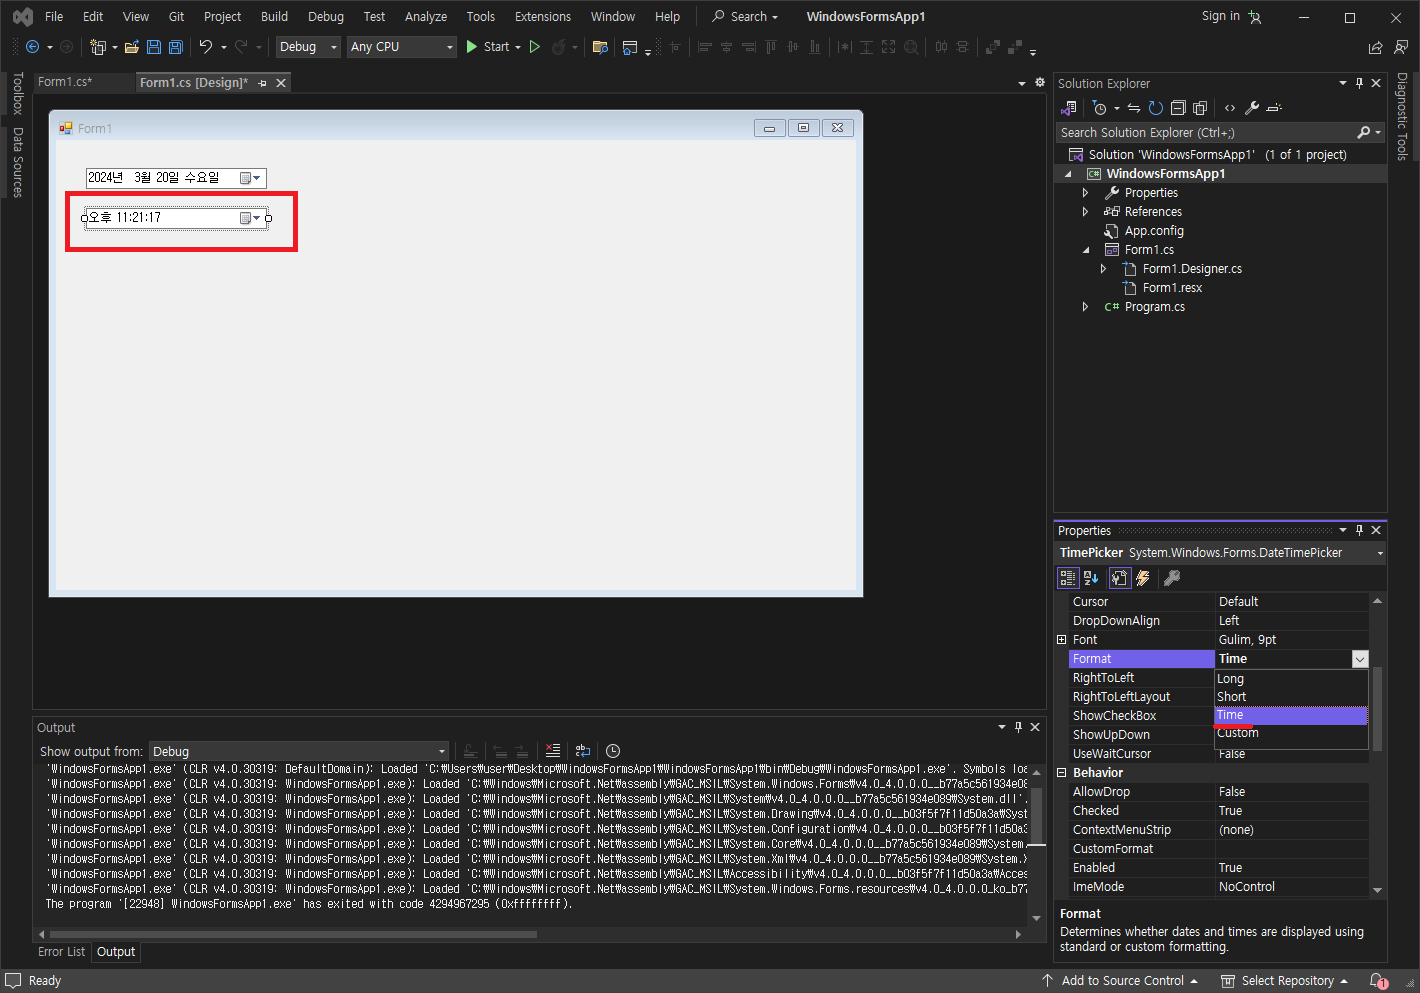 File Edit View Git Project Build Debug Test Analyze Tools Extensions Window Help Search WindowsFormsApp1 Sign in
Debug Any CPU Start
Toolbox
Data Sources
Form1.cs* Form1.cs [Design]*
Form1
2024년 3월 20일 수요일
오후 11:21:17
Solution Explorer
Search Solution Explorer (Ctrl+;)
Solution 'WindowsFormsApp1' (1 of 1 project)
C# WindowsFormsApp1
Properties
References
App.config
Form1.cs
Form1.Designer.cs
Form1.resx
C# Program.cs
Diagnostic Tools
Properties
TimePicker System.Windows.Forms.DateTimePicker
Cursor Default
DropDownAlign Left
Font Gulim, 9pt
Format Time
RightToLeft Long
RightToLeftLayout Short
ShowCheckBox Time
ShowUpDown Custom
UseWaitCursor False
Behavior
AllowDrop False
Checked True
ContextMenuStrip (none)
CustomFormat
Enabled True
ImeMode NoControl
Format
Determines whether dates and times are displayed using
standard or custom formatting.
Output
Show output from: Debug
'WindowsFormsApp1.exe' (CLR v4.0.30319: DefaultDomain): Loaded 'C:₩Users₩user₩Desktop₩WindowsFormsApp1₩WindowsFormsApp1₩bin₩Debug₩WindowsFormsApp1.exe'. Symbols loa
'WindowsFormsApp1.exe' (CLR v4.0.30319: WindowsFormsApp1.exe): Loaded 'C:₩Windows₩Microsoft.Net₩assembly₩GAC_MSIL₩System.Windows.Forms₩v4.0_4.0.0.0__b77a5c561934e08
'WindowsFormsApp1.exe' (CLR v4.0.30319: WindowsFormsApp1.exe): Loaded 'C:₩Windows₩Microsoft.Net₩assembly₩GAC_MSIL₩System₩v4.0_4.0.0.0__b77a5c561934e089₩System.dll'.
'WindowsFormsApp1.exe' (CLR v4.0.30319: WindowsFormsApp1.exe): Loaded 'C:₩Windows₩Microsoft.Net₩assembly₩GAC_MSIL₩System.Drawing₩v4.0_4.0.0.0__b03f5f7f11d50a3a₩Syst
'WindowsFormsApp1.exe' (CLR v4.0.30319: WindowsFormsApp1.exe): Loaded 'C:₩Windows₩Microsoft.Net₩assembly₩GAC_MSIL₩System.Configuration₩v4.0_4.0.0.0__b03f5f7f11d50a3
'WindowsFormsApp1.exe' (CLR v4.0.30319: WindowsFormsApp1.exe): Loaded 'C:₩Windows₩Microsoft.Net₩assembly₩GAC_MSIL₩System.Core₩v4.0_4.0.0.0__b77a5c561934e089₩System.
'WindowsFormsApp1.exe' (CLR v4.0.30319: WindowsFormsApp1.exe): Loaded 'C:₩Windows₩Microsoft.Net₩assembly₩GAC_MSIL₩System.Xml₩v4.0_4.0.0.0__b77a5c561934e089₩System.X
'WindowsFormsApp1.exe' (CLR v4.0.30319: WindowsFormsApp1.exe): Loaded 'C:₩Windows₩Microsoft.Net₩assembly₩GAC_MSIL₩Accessibility₩v4.0_4.0.0.0__b03f5f7f11d50a3a₩Acces
'WindowsFormsApp1.exe' (CLR v4.0.30319: WindowsFormsApp1.exe): Loaded 'C:₩Windows₩Microsoft.Net₩assembly₩GAC_MSIL₩System.Windows.Forms.resources₩v4.0_4.0.0.0_ko_b77
The program '[22948] WindowsFormsApp1.exe' has exited with code 4294967295 (0xffffffff).
Error List Output
Ready Add to Source Control Select Repository 1